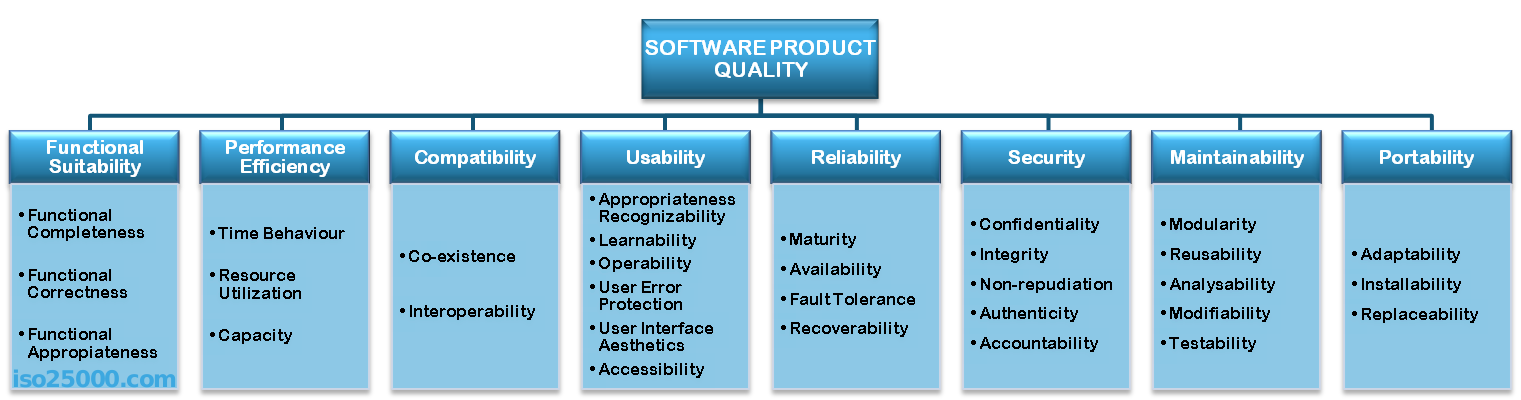 SOFTWARE PRODUCT
QUALITY
Functional
Suitability
• Functional
Completeness
• Functional
Correctness
• Functional
Appropiateness
iso25000.com
Performance
Efficiency
• Time Behaviour
• Resource
Utilization
• Capacity
Compatibility
• Co-existence
• Interoperability
Usability
• Appropriateness
Recognizability
• Learnability
• Operability
• User Error
Protection
• User Interface
Aesthetics
• Accessibility
Reliability
• Maturity
• Availability
• Fault Tolerance
• Recoverability
Security
• Confidentiality
• Integrity
• Non-repudiation
• Authenticity
• Accountability
Maintainability
• Modularity
• Reusability
• Analysability
• Modifiability
• Testability
Portability
• Adaptability
• Installability
• Replaceability